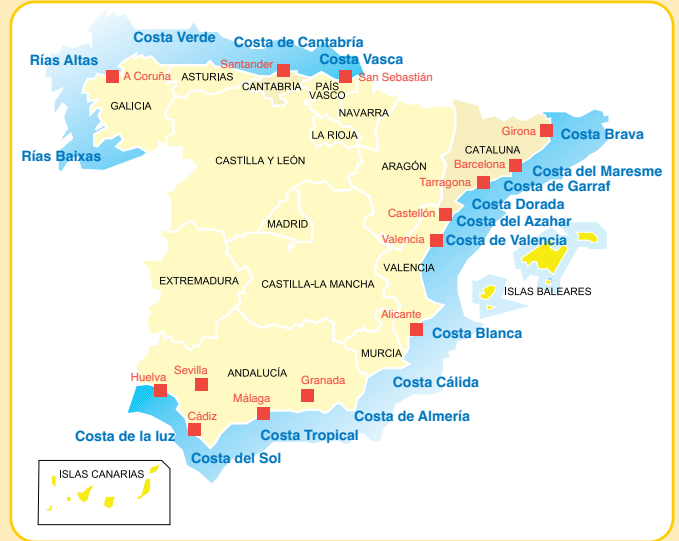 Costa Verde
Costa de Cantabría
Rías Altas
Costa Vasca
Santander
A Coruña
ASTURIAS
San Sebastián
CANTABRIA
PAÍS
VASCO
GALICIA
NAVARRA
LA RIOJA
Girona
Costa Brava
Rías Baixas
CASTILLA Y LEÓN
ARAGÓN
CATALUNA
Barcelona
Costa del Maresme
Tarragona
Costa de Garraf
Costa Dorada
Castellón
Costa del Azahar
MADRID
Valencia
Costa de Valencia
VALENCIA
EXTREMADURA
CASTILLA-LA MANCHA
ISLAS BALEARES
Alicante
Costa Blanca
MURCIA
Huelva
Sevilla
ANDALUCÍA
Granada
Costa Cálida
Málaga
Cádiz
Costa de Almería
Costa de la luz
Costa Tropical
Costa del Sol
ISLAS CANARIAS